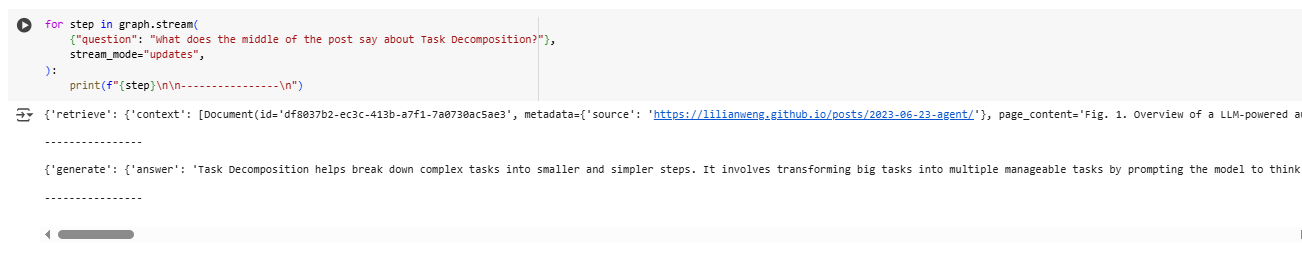 for step in graph.stream(
    {"question": "What does the middle of the post say about Task Decomposition?"},
    stream_mode="updates",
):
    print(f"{step}\n\n----------------\n")
{'retrieve': {'context': [Document(id='df8037b2-ec3c-413b-a7f1-7a0730ac5ae3', metadata={'source': 'https://lilianweng.github.io/posts/2023-06-23-agent/'}, page_content='Fig. 1. Overview of a LLM-powered au
----------------
{'generate': {'answer': 'Task Decomposition helps break down complex tasks into smaller and simpler steps. It involves transforming big tasks into multiple manageable tasks by prompting the model to think
----------------